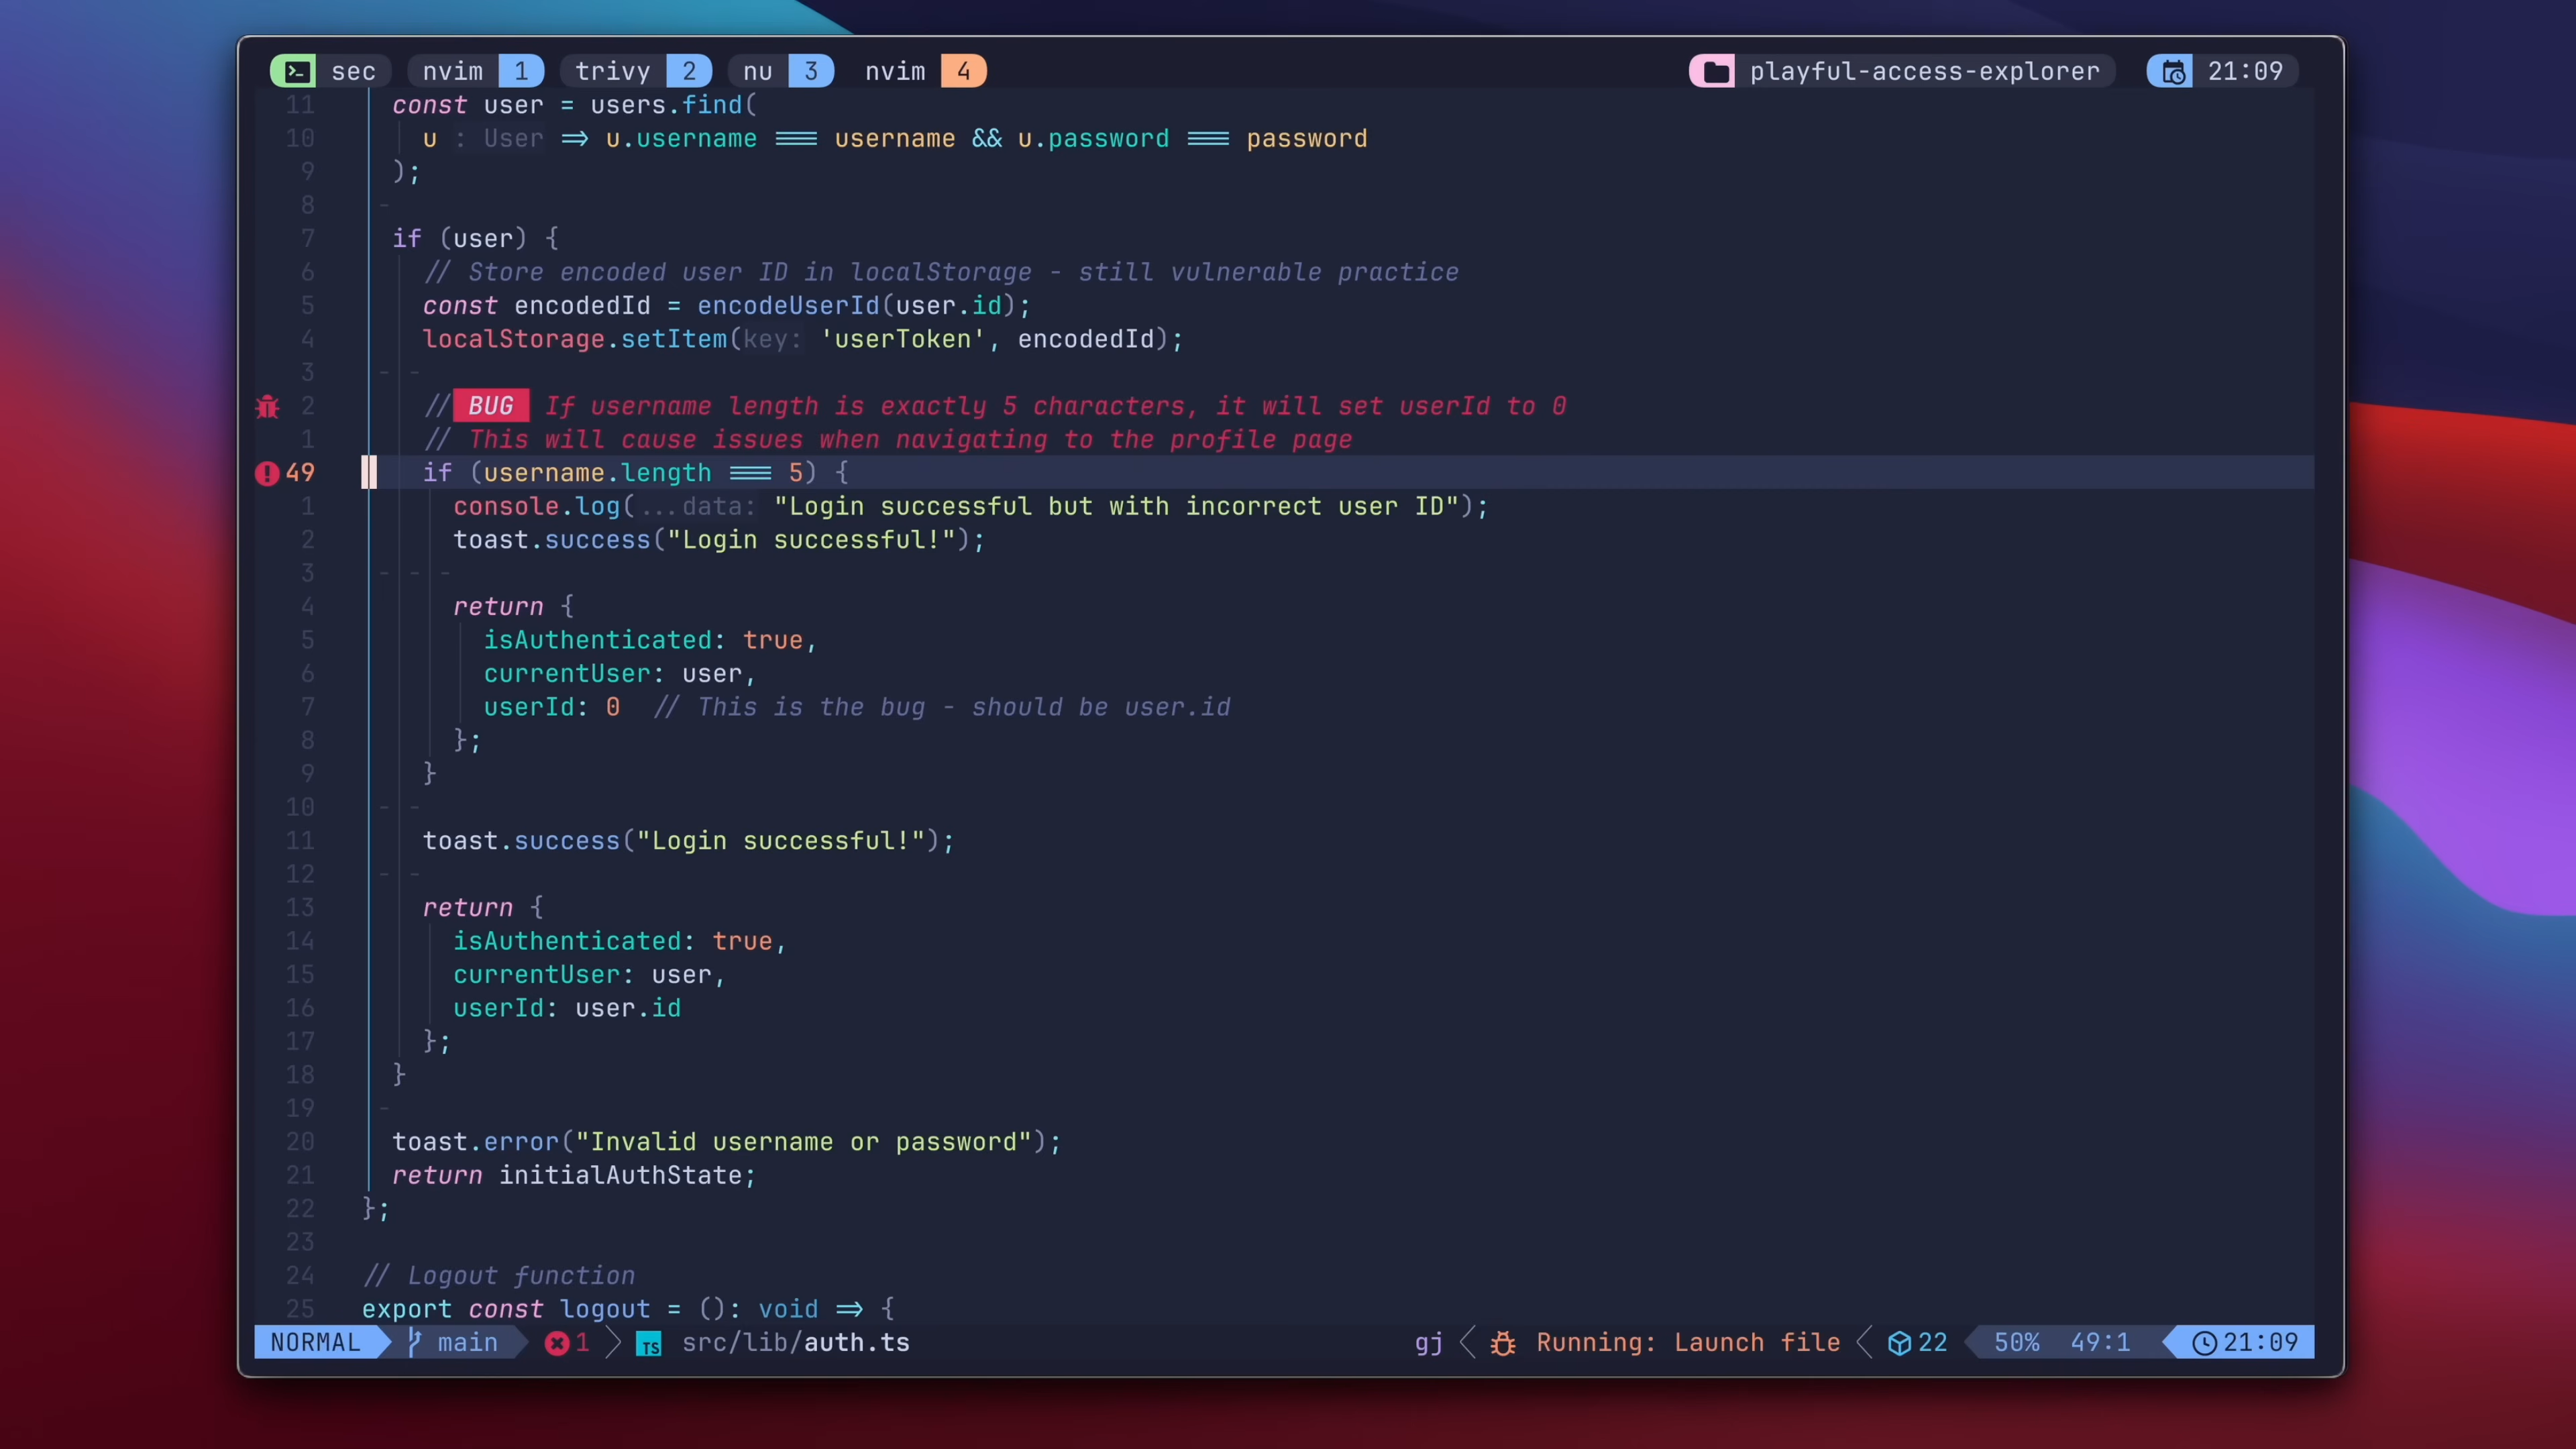 sec nvim 1 trivy 2 nu 3 nvim 4 playful-access-explorer 21:09
11 const user = users.find(
10 u : User => u.username === username && u.password === password
9 );
8
7 if (user) {
6 // Store encoded user ID in localStorage - still vulnerable practice
5 const encodedId = encodeUserId(user.id);
4 localStorage.setItem(key: 'userToken', encodedId);
3
2 // BUG If username length is exactly 5 characters, it will set userId to 0
1 // This will cause issues when navigating to the profile page
49 if (username.length === 5) {
1 console.log(...data: "Login successful but with incorrect user ID");
2 toast.success("Login successful!");
3
4 return {
5 isAuthenticated: true,
6 currentUser: user,
7 userId: 0 // This is the bug - should be user.id
8 };
9 }
10
11 toast.success("Login successful!");
12
13 return {
14 isAuthenticated: true,
15 currentUser: user,
16 userId: user.id
17 };
18 }
19
20 toast.error("Invalid username or password");
21 return initialAuthState;
22 };
23
24 // Logout function
25 export const logout = (): void => {
NORMAL main 1 TS src/lib/auth.ts gj Running: Launch file 22 50% 49:1 21:09